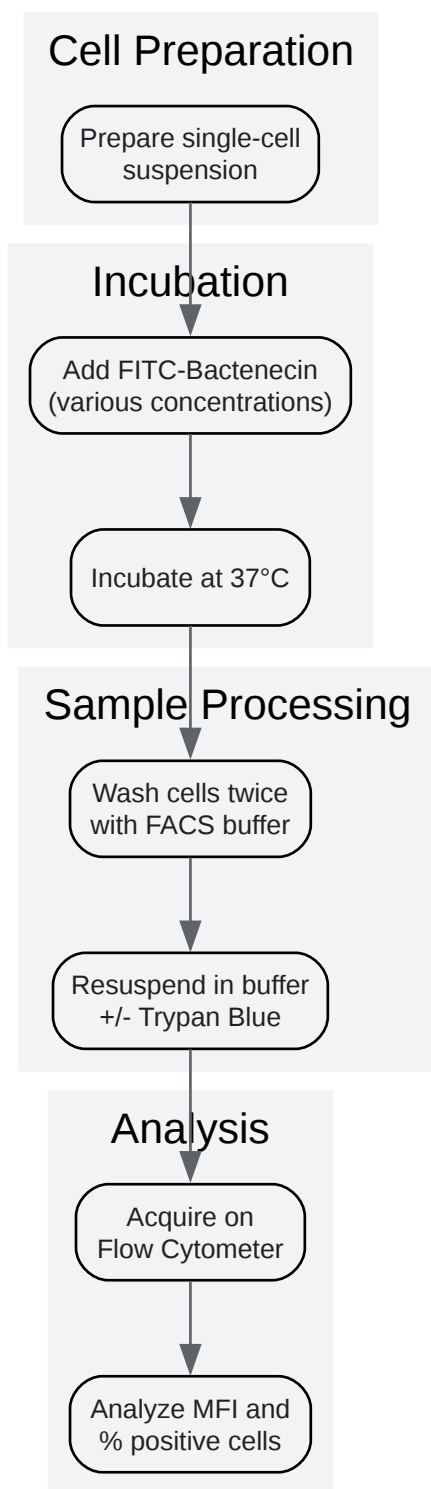 Cell Preparation
Prepare single-cell
suspension
Incubation
Add FITC-Bactenecin
(various concentrations)
Incubate at 37°C
Sample Processing
Wash cells twice
with FACS buffer
Resuspend in buffer
+/- Trypan Blue
Analysis
Acquire on
Flow Cytometer
Analyze MFI and
% positive cells